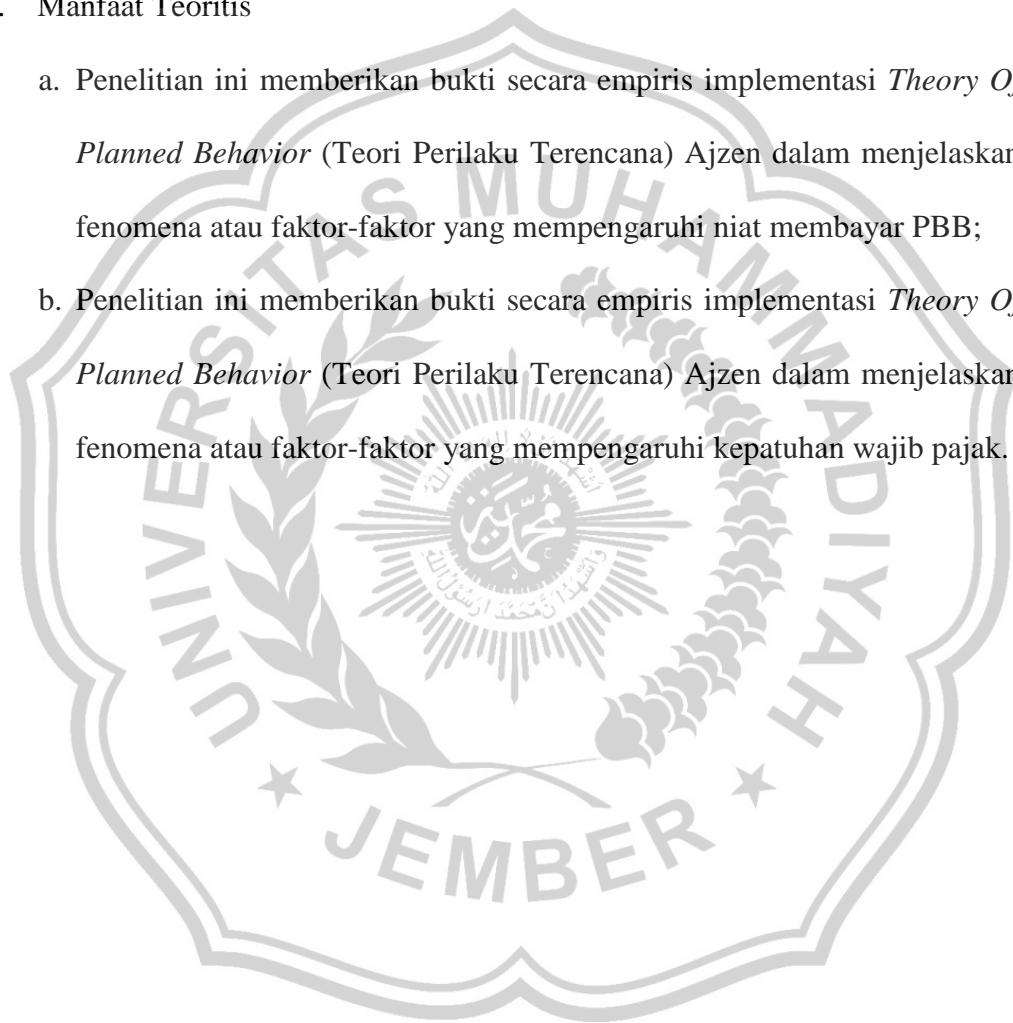 . Manfaat Teoritis
a. Penelitian ini memberikan bukti secara empiris implementasi Theory Of
Planned Behavior (Teori Perilaku Terencana) Ajzen dalam menjelaskan
fenomena atau faktor-faktor yang mempengaruhi niat membayar PBB;
b. Penelitian ini memberikan bukti secara empiris implementasi Theory Of
Planned Behavior (Teori Perilaku Terencana) Ajzen dalam menjelaskan
fenomena atau faktor-faktor yang mempengaruhi kepatuhan wajib pajak.
UNIVERSITAS MUHAMMADIYAH
JEMBER